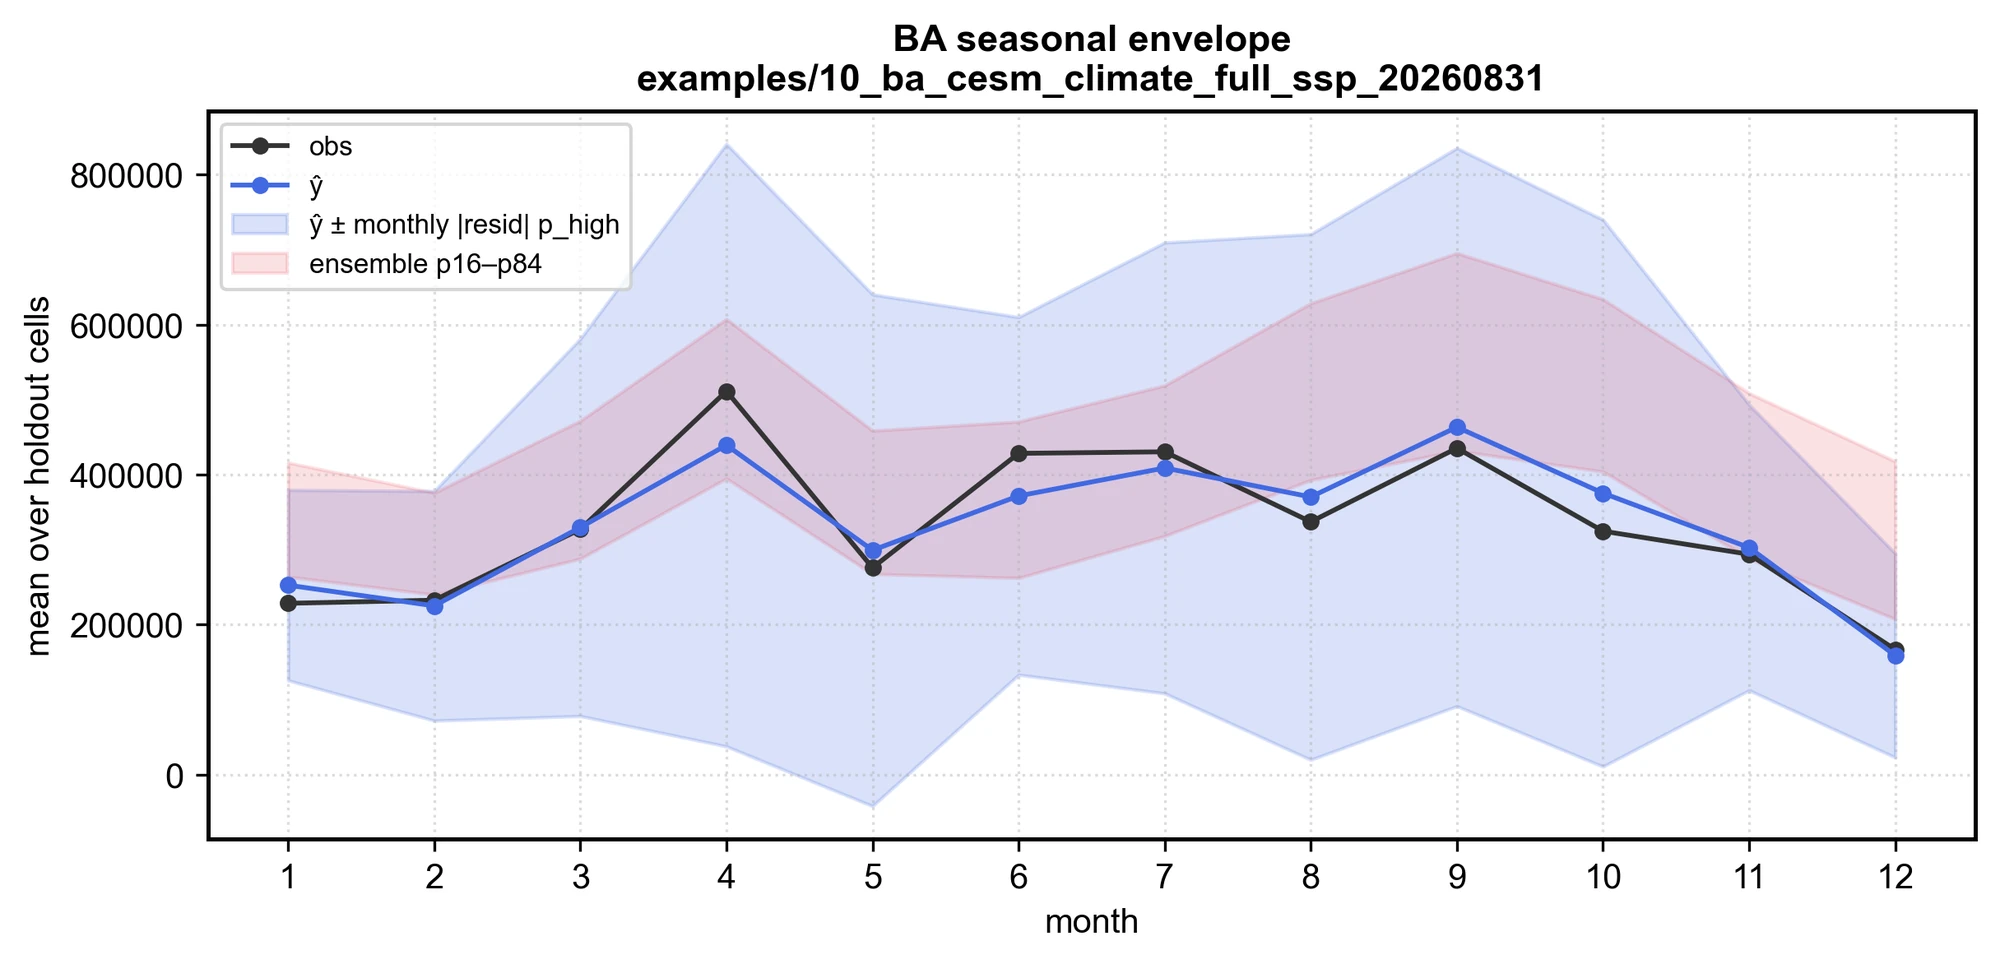 BA seasonal envelope
examples/10_ba_cesm_climate_full_ssp_20260831
obs
ŷ
ŷ ± monthly |resid| p_high
ensemble p16–p84
mean over holdout cells
800000
600000
400000
200000
0
1 2 3 4 5 6 7 8 9 10 11 12
month